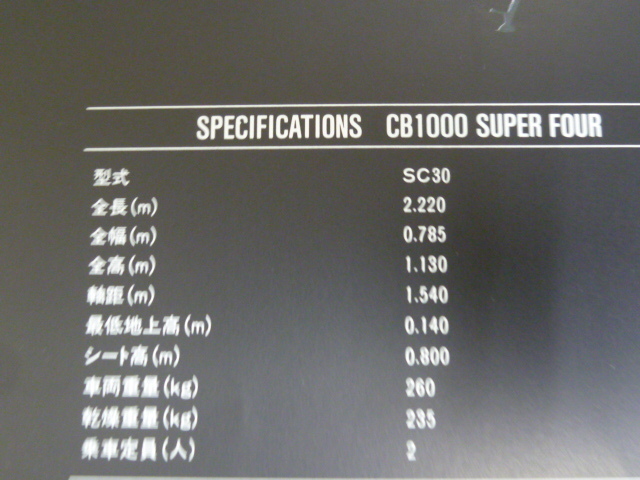 SPECIFICATIONS CB1000 SUPER FOUR
型式 SC30
全長(m) 2.220
全幅(m) 0.785
全高(m) 1.130
軸距(m) 1.540
最低地上高(m) 0.140
シート高(m) 0.800
車両重量(kg) 260
乾燥重量(kg) 235
乗車定員(人) 2